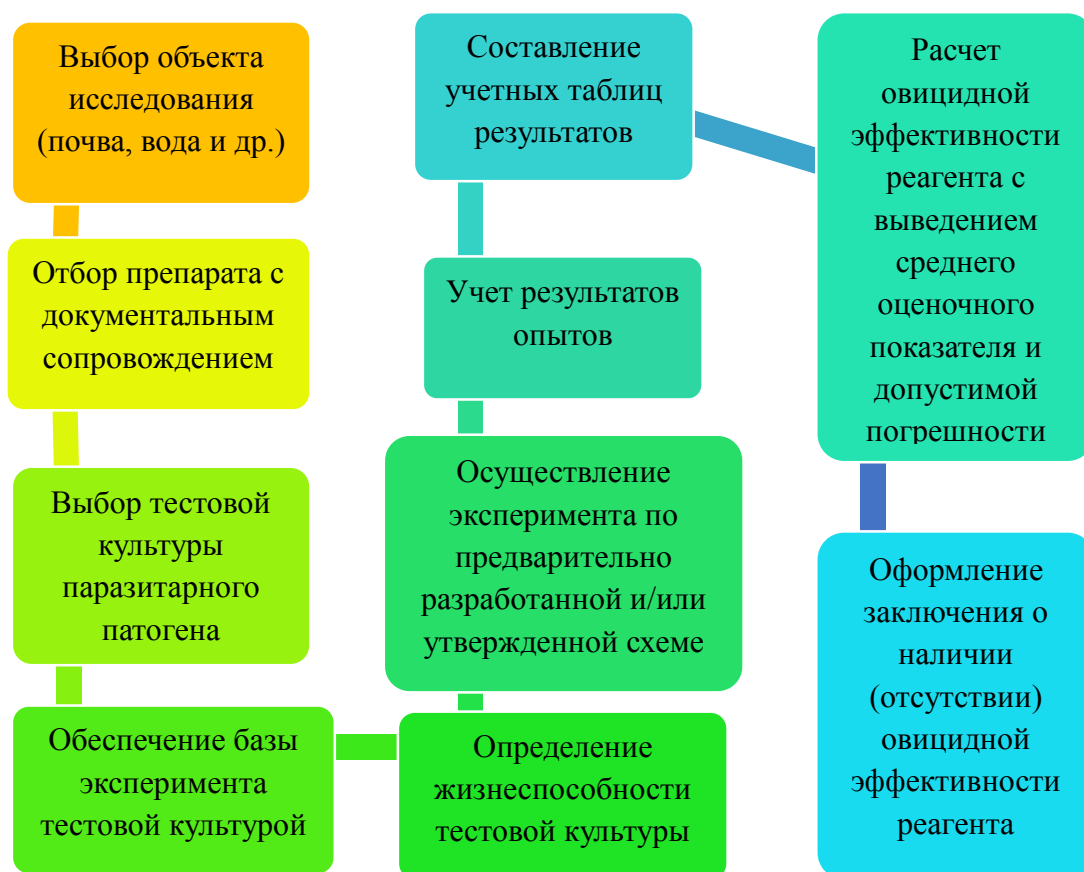 Выбор объекта
исследования
(почва, вода и др.)
Отбор препарата с
документальным
сопровождением
Выбор тестовой
культуры
паразитарного
патогена
Обеспечение базы
эксперимента
тестовой культурой
Определение
жизнеспособности
тестовой культуры
Осуществление
эксперимента по
предварительно
разработанной и/или
утвержденной схеме
Учет результатов
опытов
Составление
учетных таблиц
результатов
Расчет
овицидной
эффективности
реагента с
выведением
среднего
оценочного
показателя и
допустимой
погрешности
Оформление
заключения о
наличии
(отсутствии)
овицидной
эффективности
реагента